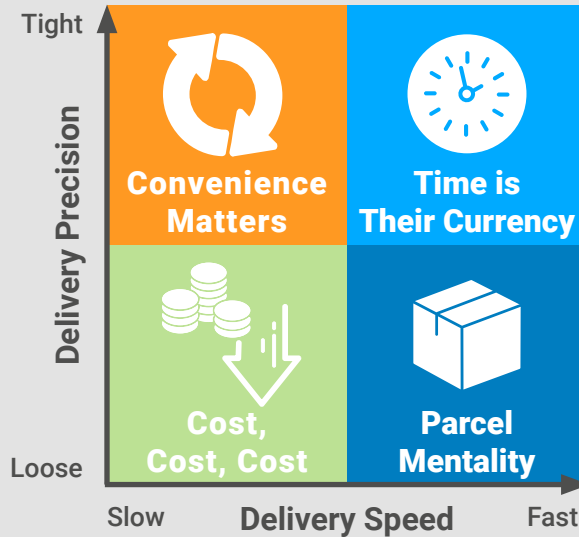 Tight
Delivery Precision
Loose
Convenience
Matters
Time is
Their Currency
Cost,
Cost, Cost
Parcel
Mentality
Slow
Delivery Speed
Fast